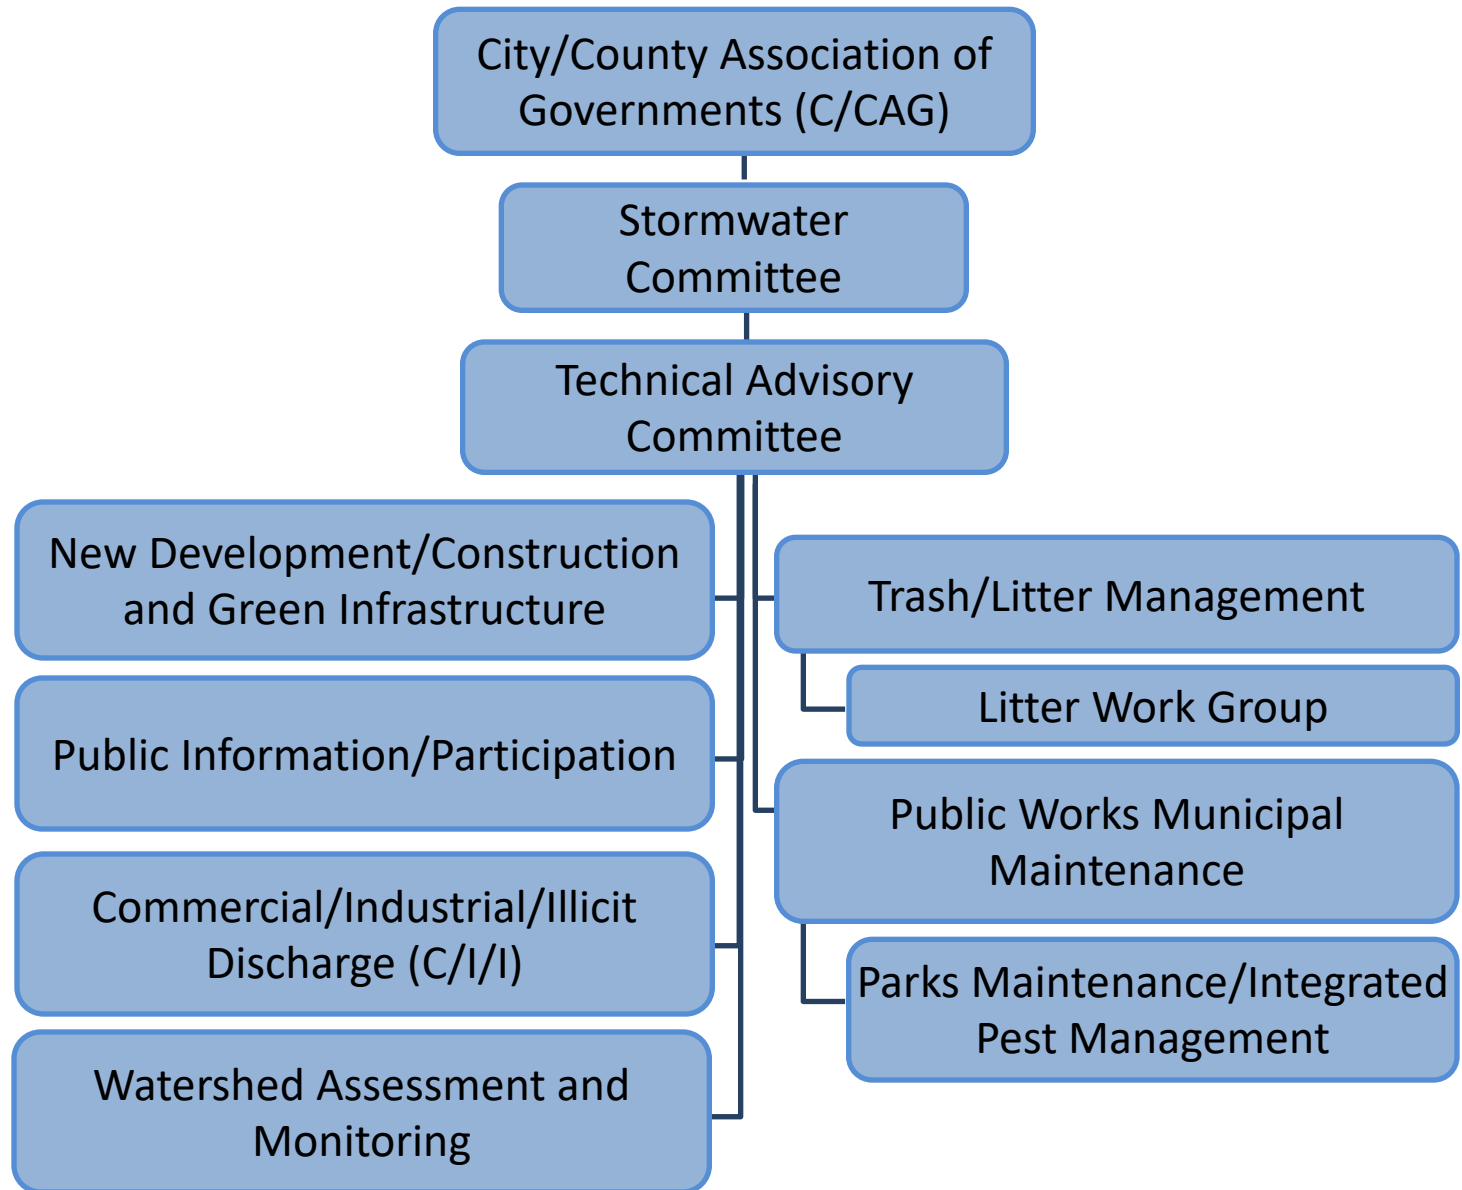 City/County Association of
Governments (C/CAG)
Stormwater
Committee
Technical Advisory
Committee
New Development/Construction
and Green Infrastructure
Public Information/Participation
Commercial/Industrial/Illicit
Discharge (C/I/I)
Watershed Assessment and
Monitoring
Trash/Litter Management
Litter Work Group
Public Works Municipal
Maintenance
Parks Maintenance/Integrated
Pest Management